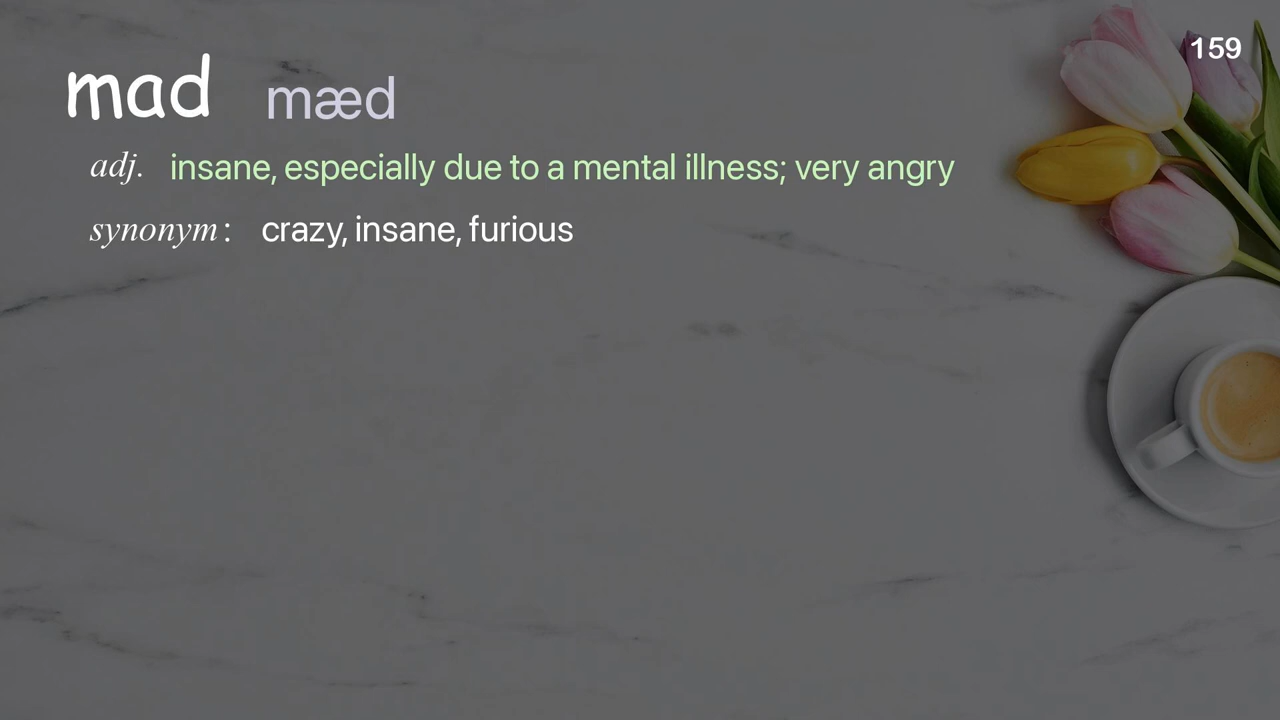 159
mad mæd
adj. insane, especially due to a mental illness; very angry
synonym: crazy, insane, furious